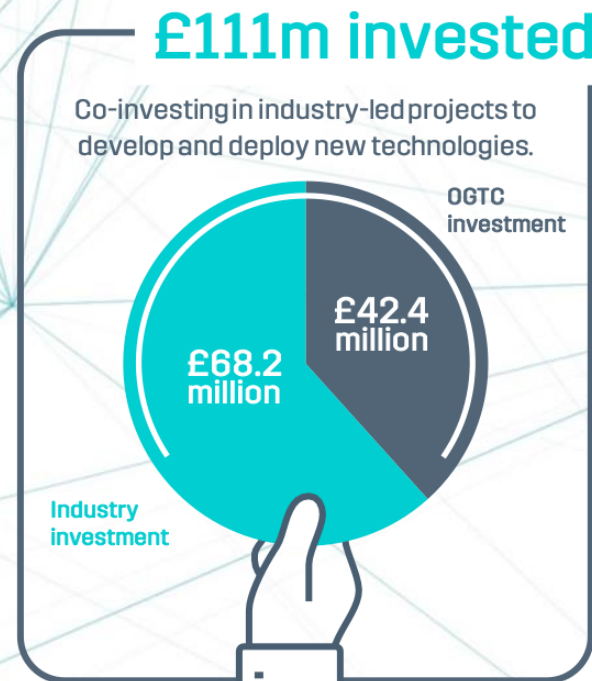 £111m invested
Co-investing in industry-led projects to
develop and deploy new technologies.
OGTC
investment
£42.4
million
£68.2
million
Industry
investment